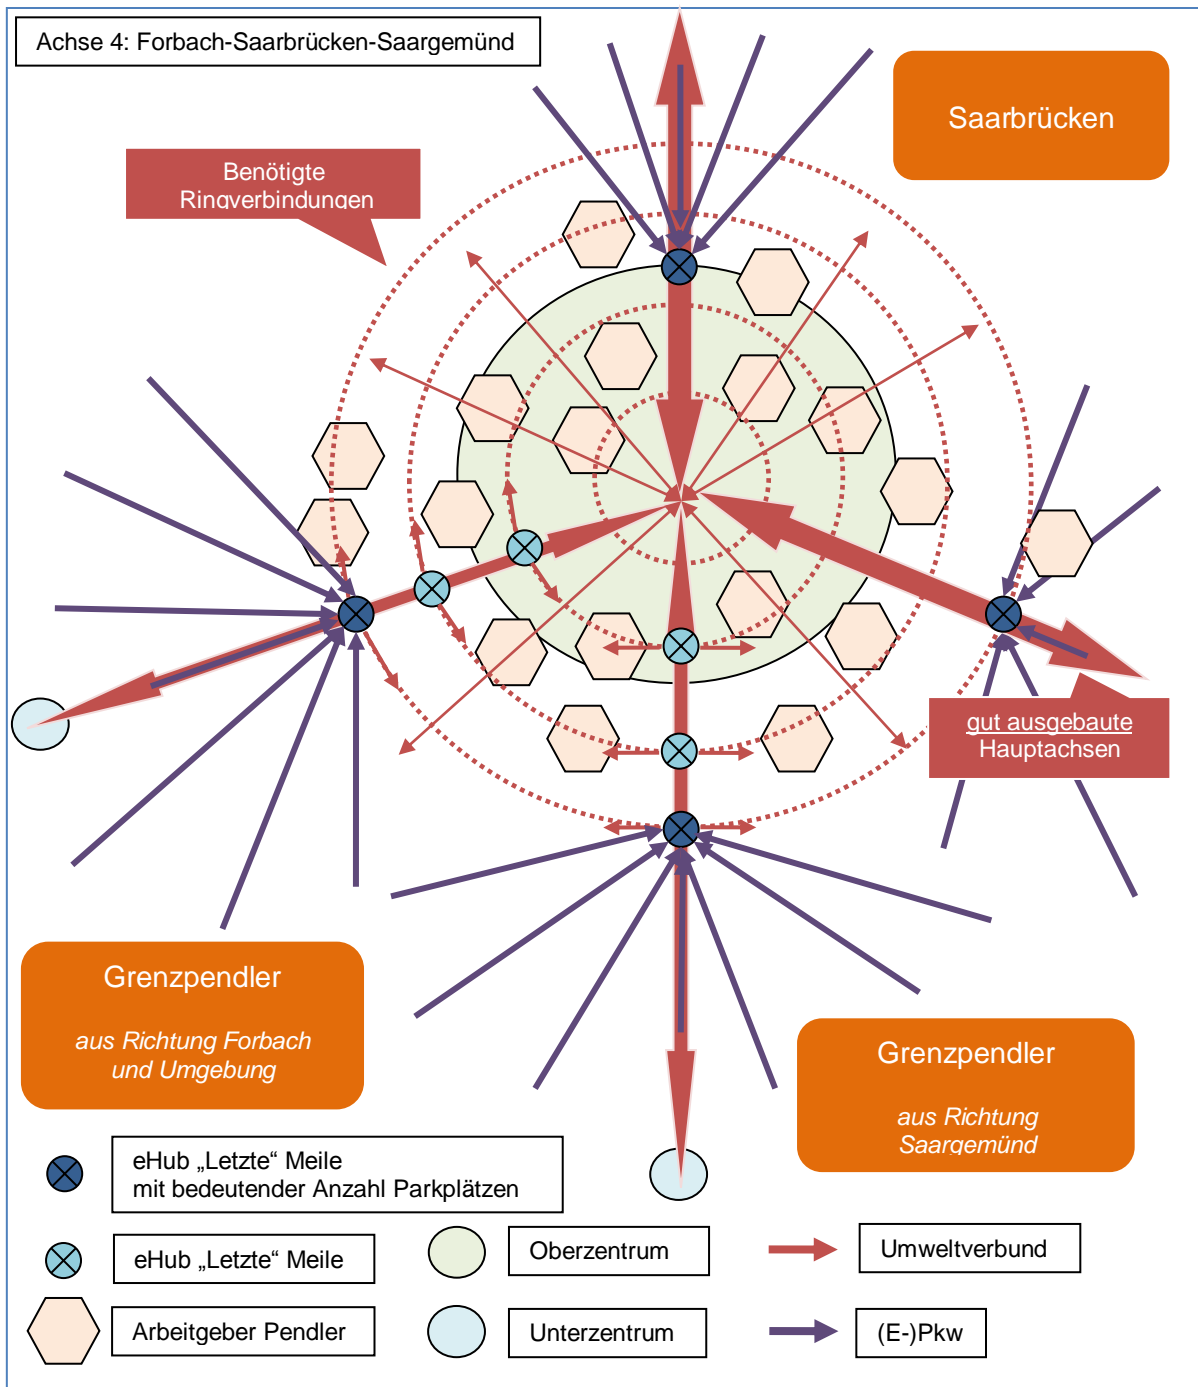 Achse 4: Forbach-Saarbrücken-Saargemünd
Saarbrücken
Benötigte
Ringverbindungen
gut ausgebaute
Hauptachsen
Grenzpendler
aus Richtung Forbach
und Umgebung
Grenzpendler
aus Richtung
Saargemünd
eHub „Letzte“ Meile
mit bedeutender Anzahl Parkplätzen
eHub „Letzte“ Meile
Arbeitgeber Pendler
Oberzentrum
Unterzentrum
Umweltverbund
(E-)Pkw